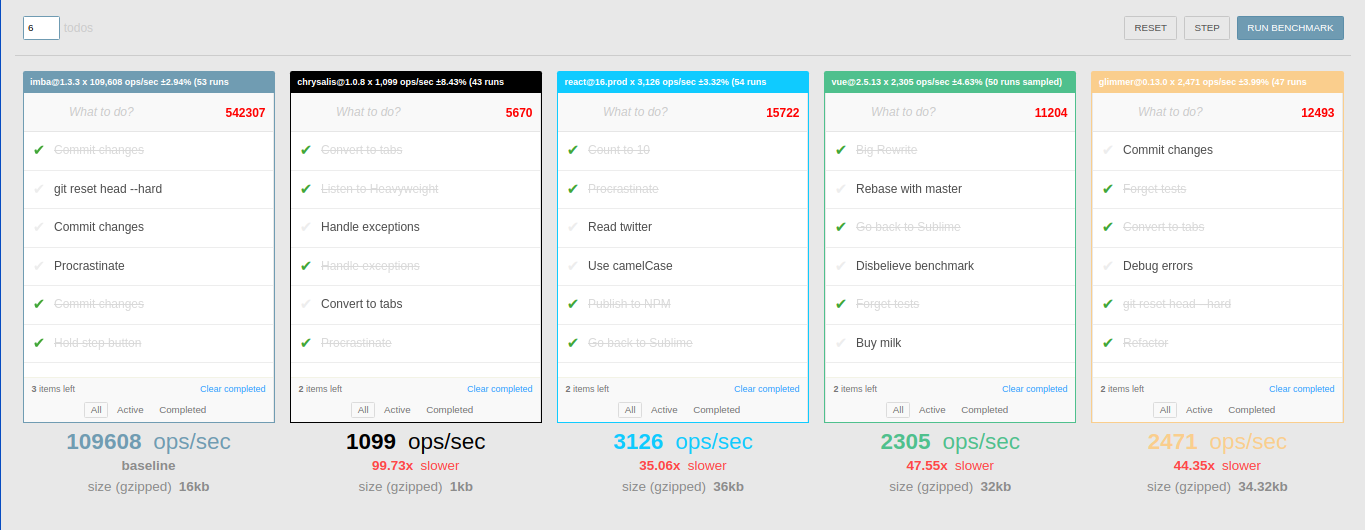 6 todos
RESET STEP RUN BENCHMARK
imba@1.3.3 x 109,608 ops/sec ±2.94% (53 runs
What to do? 542307
✔ Commit changes
✔ git reset head --hard
✔ Commit changes
✔ Procrastinate
✔ Commit changes
✔ Hold step button
3 items left Clear completed
All Active Completed
109608 ops/sec
baseline
size (gzipped) 16kb
chrysalis@1.0.8 x 1,099 ops/sec ±8.43% (43 runs
What to do? 5670
✔ Convert to tabs
✔ Listen to Heavyweight
✔ Handle exceptions
✔ Handle exceptions
✔ Convert to tabs
✔ Procrastinate
2 items left Clear completed
All Active Completed
1099 ops/sec
99.73x slower
size (gzipped) 1kb
react@16.prod x 3,126 ops/sec ±3.32% (54 runs
What to do? 15722
✔ Count to 10
✔ Procrastinate
✔ Read twitter
✔ Use camelCase
✔ Publish to NPM
✔ Go back to Sublime
2 items left Clear completed
All Active Completed
3126 ops/sec
35.06x slower
size (gzipped) 36kb
vue@2.5.13 x 2,305 ops/sec ±4.63% (50 runs sampled)
What to do? 11204
✔ Big Rewrite
✔ Rebase with master
✔ Go back to Sublime
✔ Disbelieve benchmark
✔ Forget tests
✔ Buy milk
2 items left Clear completed
All Active Completed
2305 ops/sec
47.55x slower
size (gzipped) 32kb
glimmer@0.13.0 x 2,471 ops/sec ±3.99% (47 runs
What to do? 12493
✔ Commit changes
✔ Forget tests
✔ Convert to tabs
✔ Debug errors
✔ git reset head --hard
✔ Refactor
2 items left Clear completed
All Active Completed
2471 ops/sec
44.35x slower
size (gzipped) 34.32kb